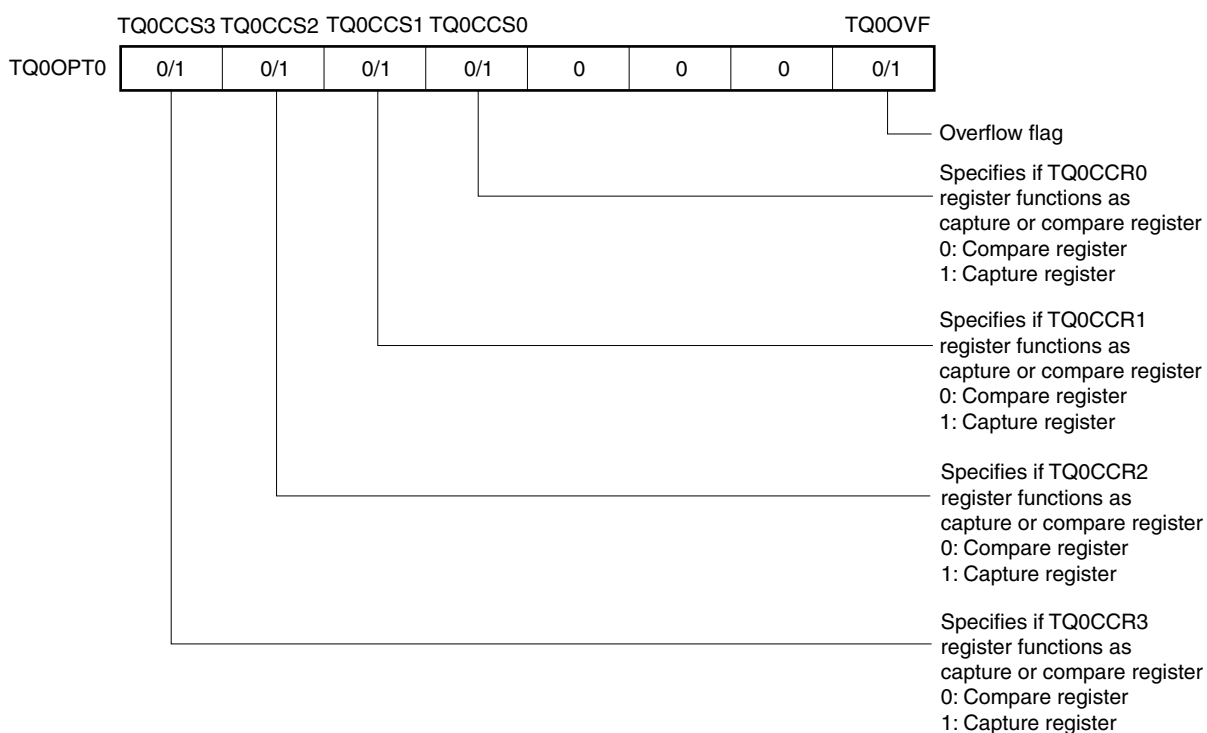 TQ0CCS3 TQ0CCS2 TQ0CCS1 TQ0CCS0 TQ0OVF
TQ0OPT0 0/1 0/1 0/1 0/1 0 0 0 0/1
Overflow flag
Specifies if TQ0CCR0
register functions as
capture or compare register
0: Compare register
1: Capture register
Specifies if TQ0CCR1
register functions as
capture or compare register
0: Compare register
1: Capture register
Specifies if TQ0CCR2
register functions as
capture or compare register
0: Compare register
1: Capture register
Specifies if TQ0CCR3
register functions as
capture or compare register
0: Compare register
1: Capture register